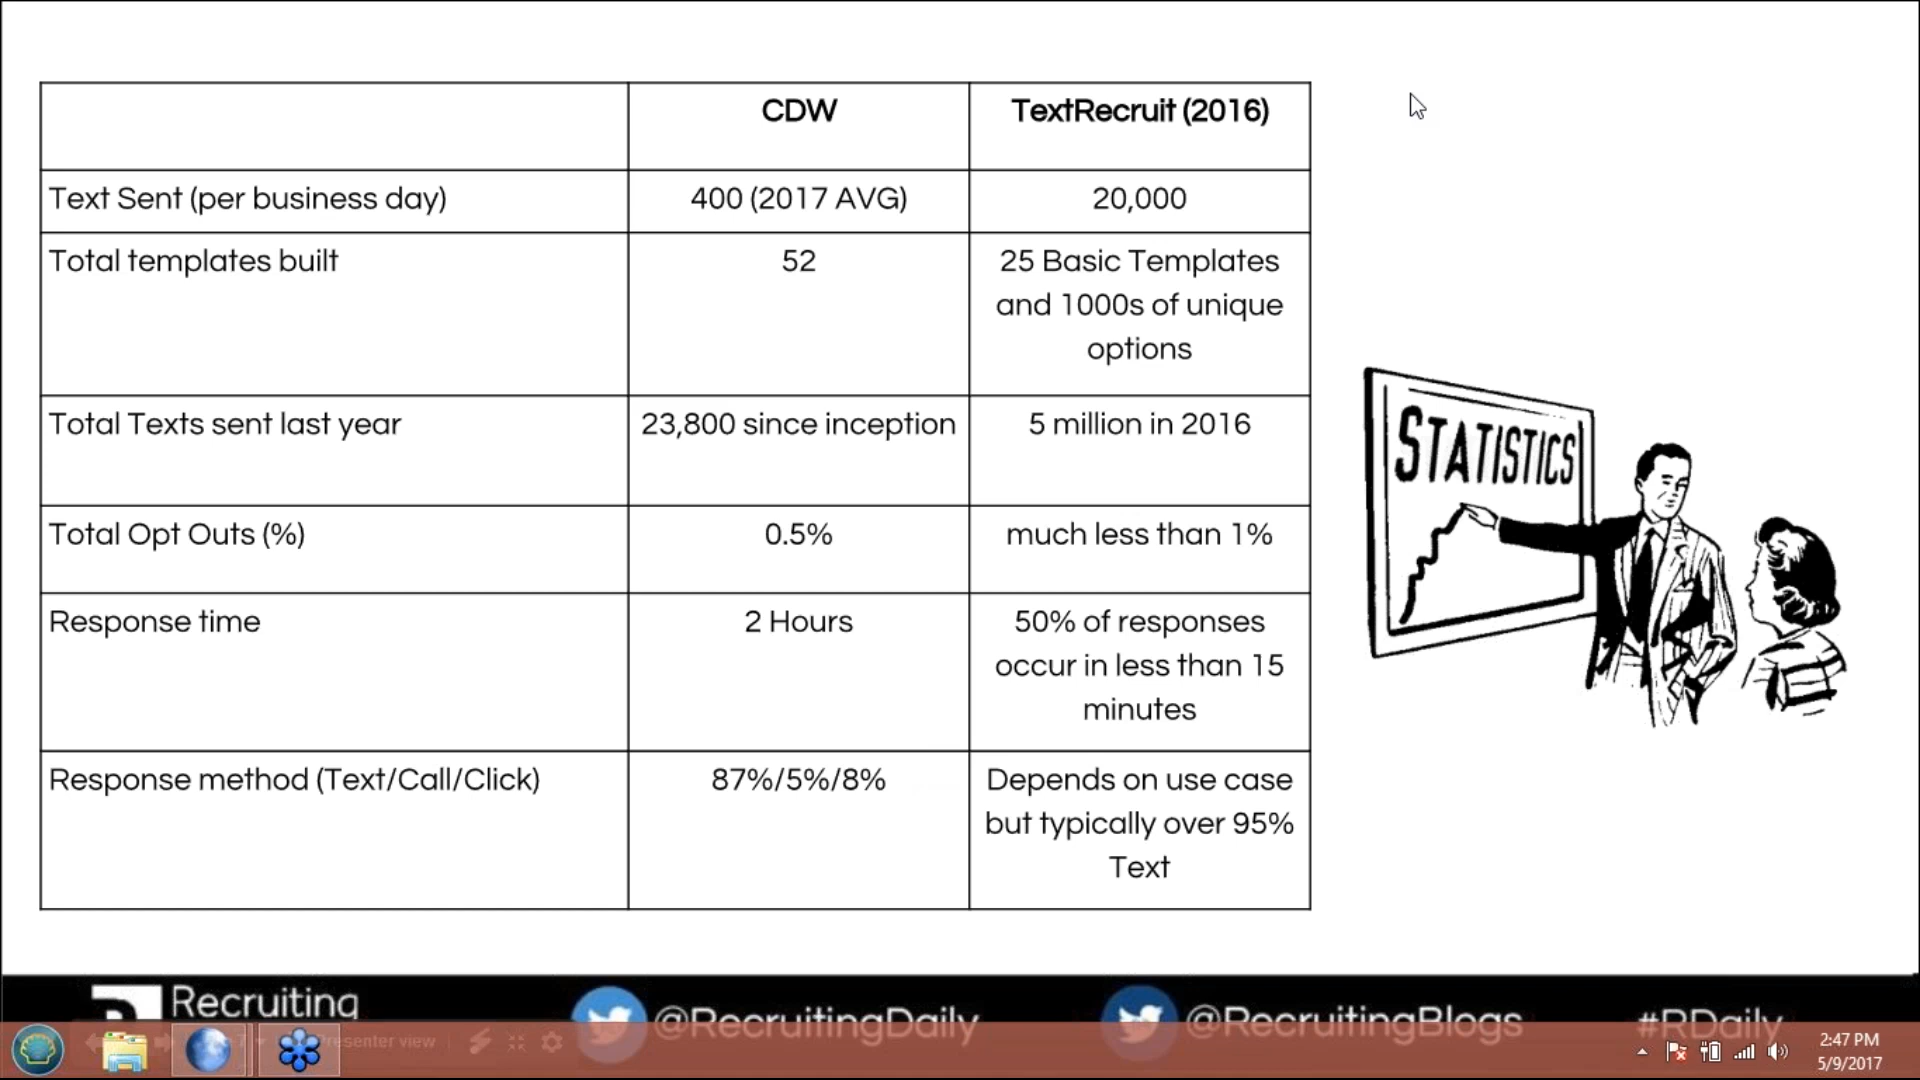 CDW
TextRecruit (2016)
Text Sent (per business day)
400 (2017 AVG)
20,000
Total templates built
52
25 Basic Templates
and 1000s of unique
options
Total Texts sent last year
23,800 since inception
5 million in 2016
Total Opt Outs (%)
0.5%
much less than 1%
Response time
2 Hours
50% of responses
occur in less than 15
minutes
Response method (Text/Call/Click)
87%/5%/8%
Depends on use case
but typically over 95%
Text
STATISTICS
Recruiting
@RecruitingDaily
@RecruitingBlogs
#RDaily
Presenter view
2:47 PM
5/9/2017